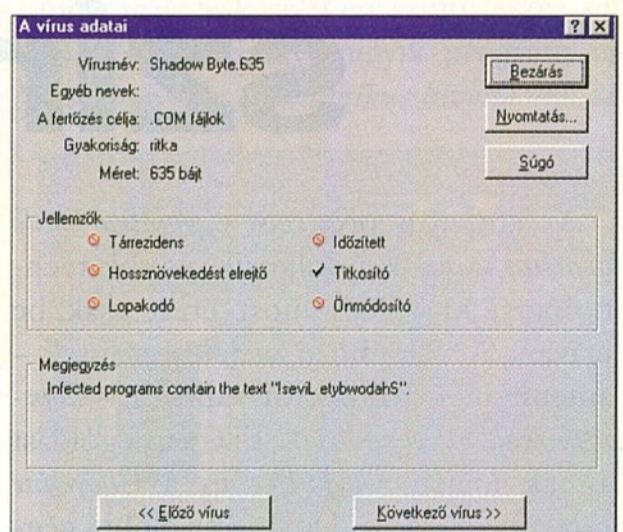 A vírus adatai
Vírusnév: Shadow Byte.635
Egyéb nevek:
A fertőzés célja: .COM fájlok
Gyakoriság: ritka
Méret: 635 bájt
Bezárás
Nyomtatás...
Súgó
Jellemzők
Tárrezidens
Időzített
Hossznövekedést elrejtő
Titkosító
Lopakodó
Önmódosító
Megjegyzés
Infected programs contain the text "!seviL etybwodahS".
<< Előző vírus
Következő vírus >>